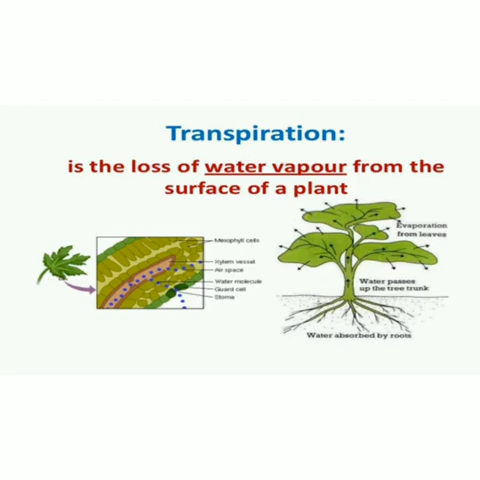 Transpiration:
is the loss of water vapour from the
surface of a plant
Mesophyll cells
Xylem vessel
Air space
Water molecule
Guard cell
Stoma
Evaporation
from leaves
Water passes
up the tree trunk
Water absorbed by roots